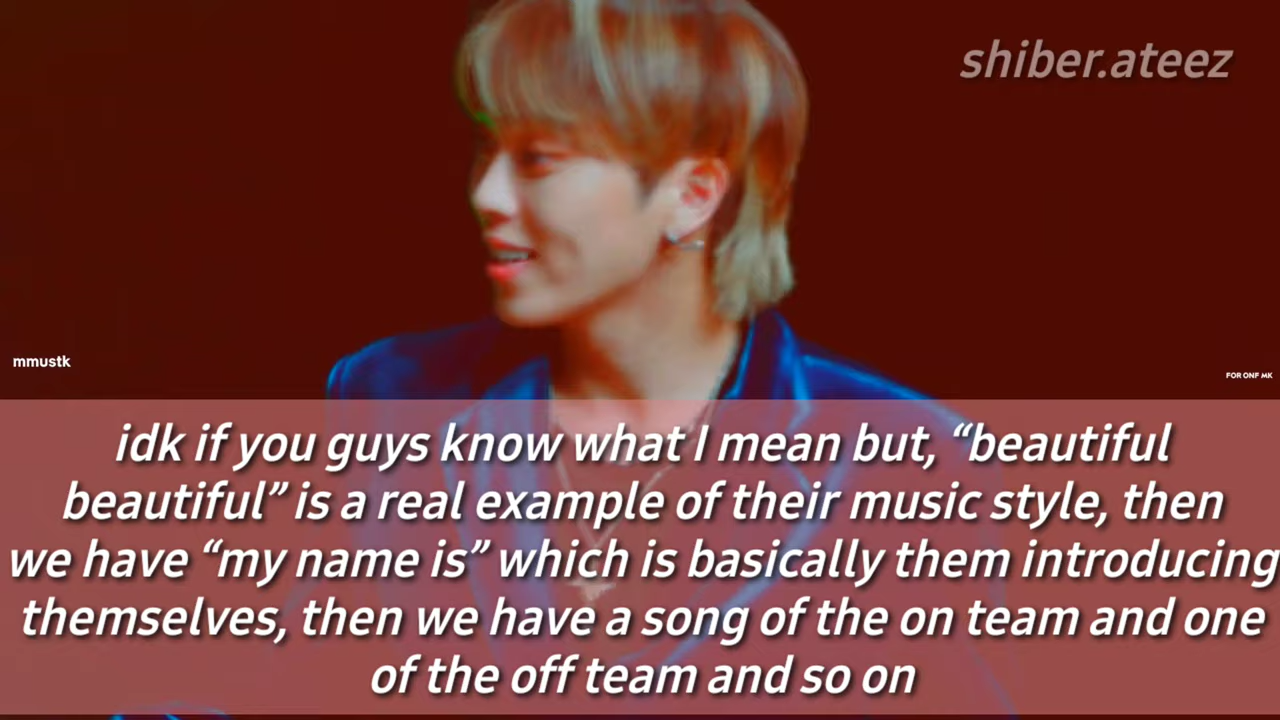 shiber.ateez
mmustk
FOR ONF MK
idk if you guys know what I mean but, “beautiful
beautiful” is a real example of their music style, then
we have “my name is” which is basically them introducing
themselves, then we have a song of the on team and one
of the off team and so on